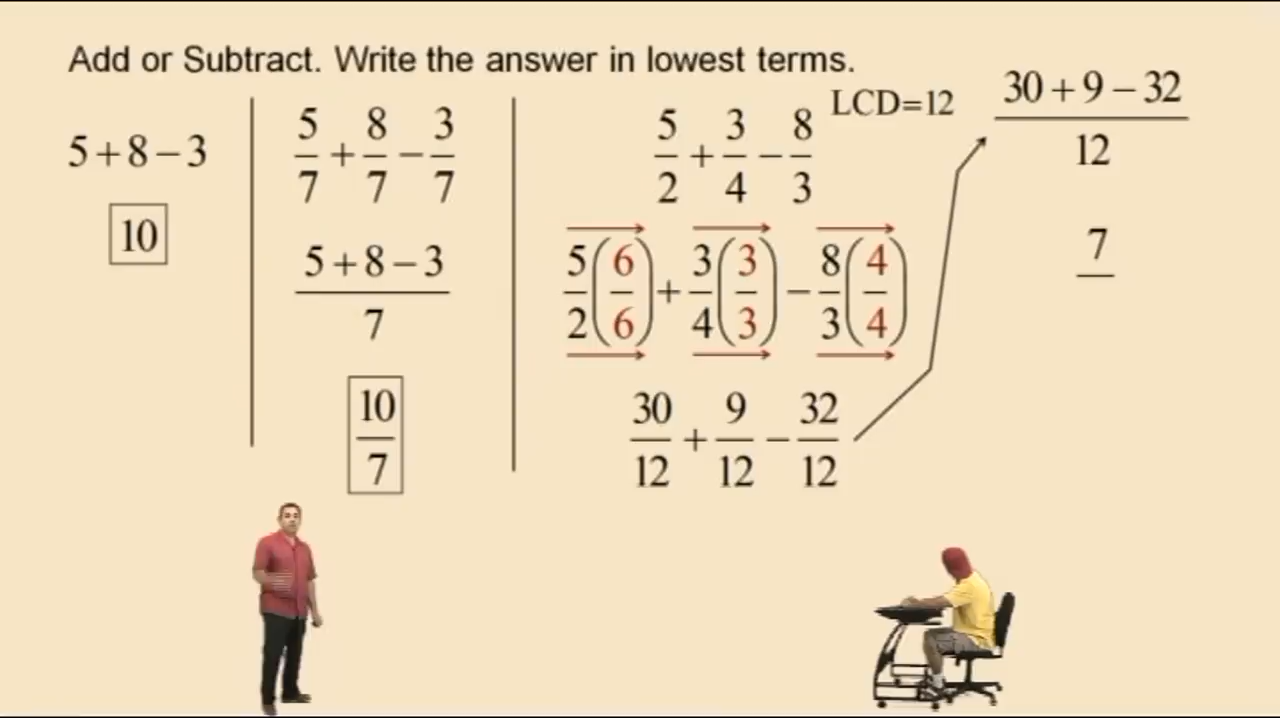 Add or Subtract. Write the answer in lowest terms.
5+8−3
10
5/7 + 8/7 − 3/7
(5+8−3)/7
10/7
5/2 + 3/4 − 8/3
LCD=12
5/2(6/6) + 3/4(3/3) − 8/3(4/4)
30/12 + 9/12 − 32/12
(30+9−32)/12
7/